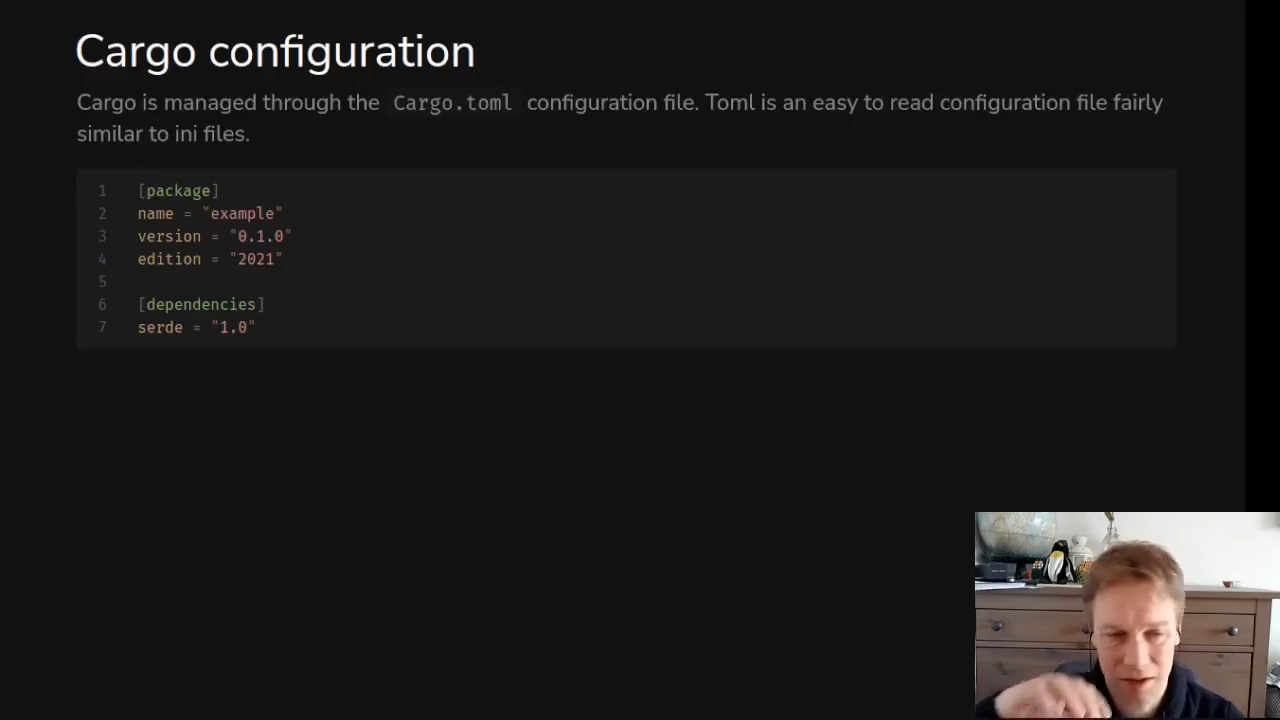 Cargo configuration
Cargo is managed through the Cargo.toml configuration file. Toml is an easy to read configuration file fairly
similar to ini files.
1 [package]
2 name = "example"
3 version = "0.1.0"
4 edition = "2021"
5
6 [dependencies]
7 serde = "1.0"